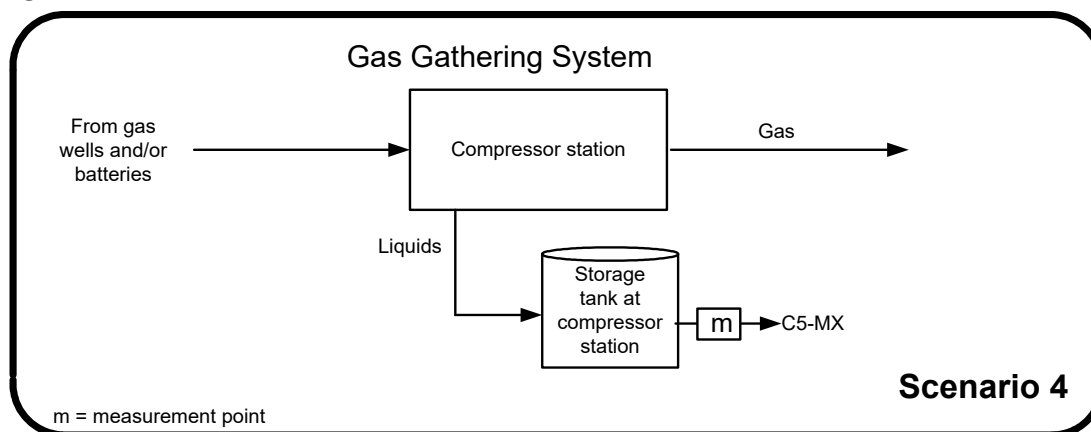 Gas Gathering System
From gas
wells and/or
batteries
Compressor station
Gas
Liquids
Storage
tank at
compressor
station
m
C5-MX
Scenario 4
m = measurement point